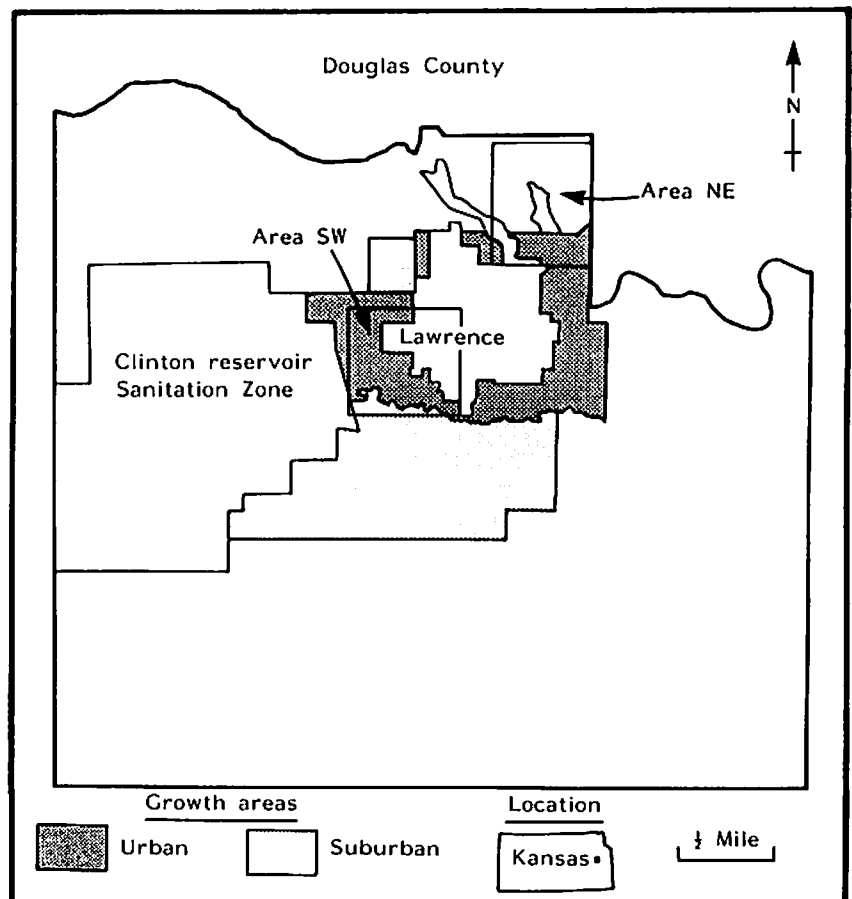 Douglas County
N
Area NE
Area SW
Lawrence
Clinton reservoir
Sanitation Zone
Growth areas
Location
Urban
Suburban
Kansas
½ Mile